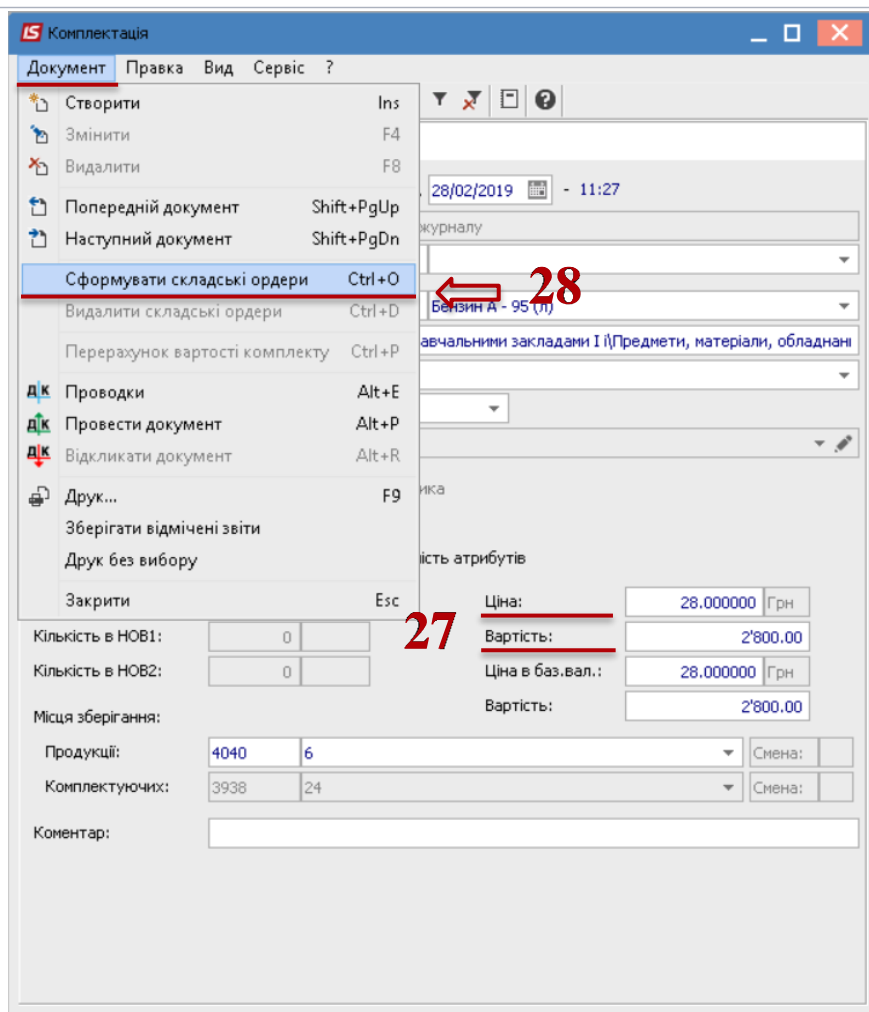 Комплектація
Документ Правка Вид Сервіс ?
Створити Ins
Змінити F4
Видалити F8
Попередній документ Shift+PgUp
Наступний документ Shift+PgDn
Сформувати складські ордери Ctrl+O
Видалити складські ордери Ctrl+D
Перерахунок вартості комплекту Ctrl+P
Проводки Alt+E
Провести документ Alt+P
Відкликати документ Alt+R
Друк... F9
Зберігати відмічені звіти
Друк без вибору
Закрити Esc
28/02/2019 - 11:27
журналу
28
Бензин А - 95 (л)
закладами І і\Предмети, матеріали,
атрибутів
27
Ціна: 28.000000 Грн
Кількість в НОВ1: 0 Вартість: 2'800.00
Кількість в НОВ2: 0 Ціна в баз.вал.: 28.000000 Грн
Вартість: 2'800.00
Місця зберігання:
Продукції: 4040 6 Смена:
Комплектуючих: 3938 24 Смена:
Коментар: